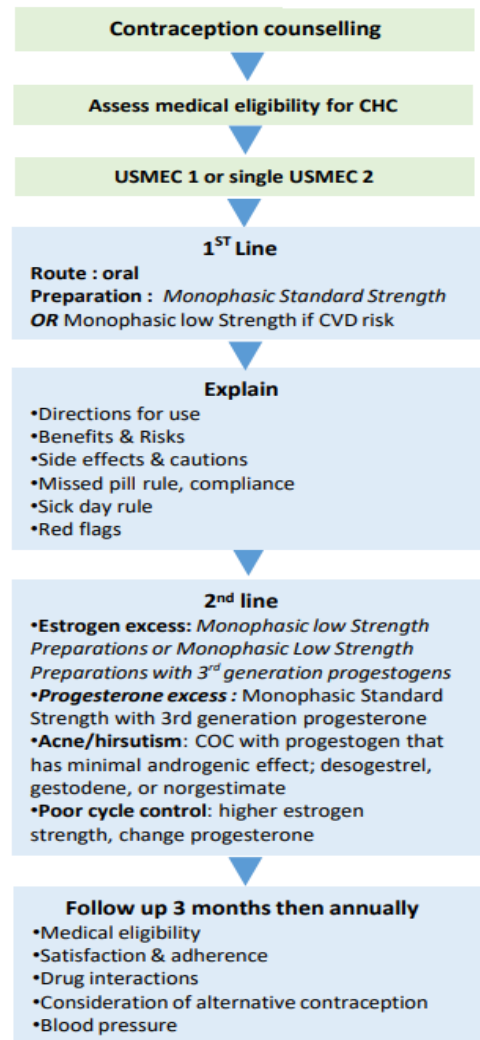 Contraception counselling
Assess medical eligibility for CHC
USMEC 1 or single USMEC 2
1ST Line
Route : oral
Preparation : Monophasic Standard Strength
OR Monophasic low Strength if CVD risk
Explain
•Directions for use
•Benefits & Risks
•Side effects & cautions
•Missed pill rule, compliance
•Sick day rule
•Red flags
2nd line
•Estrogen excess: Monophasic low Strength
Preparations or Monophasic Low Strength
Preparations with 3rd generation progestogens
•Progesterone excess : Monophasic Standard
Strength with 3rd generation progesterone
•Acne/hirsutism: COC with progestogen that
has minimal androgenic effect; desogestrel,
gestodene, or norgestimate
•Poor cycle control: higher estrogen
strength, change progesterone
Follow up 3 months then annually
•Medical eligibility
•Satisfaction & adherence
•Drug interactions
•Consideration of alternative contraception
•Blood pressure